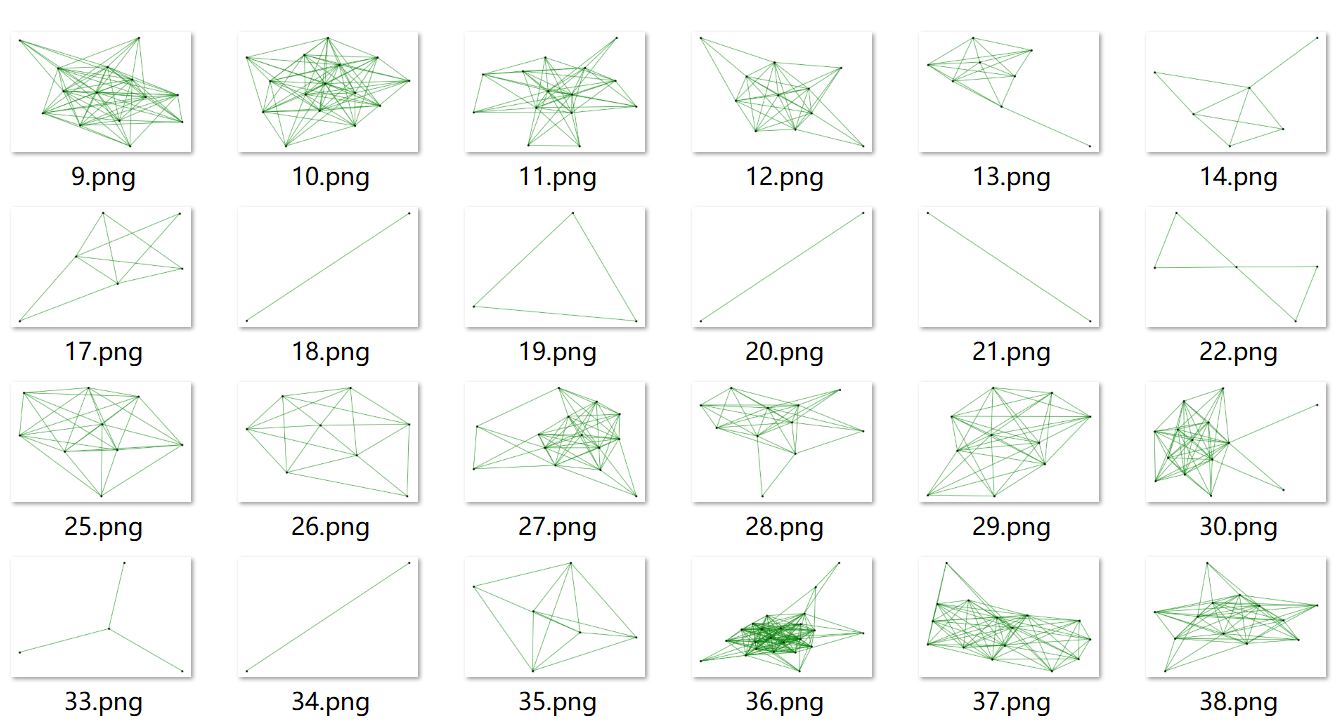 9.png 10.png 11.png 12.png 13.png 14.png
17.png 18.png 19.png 20.png 21.png 22.png
25.png 26.png 27.png 28.png 29.png 30.png
33.png 34.png 35.png 36.png 37.png 38.png